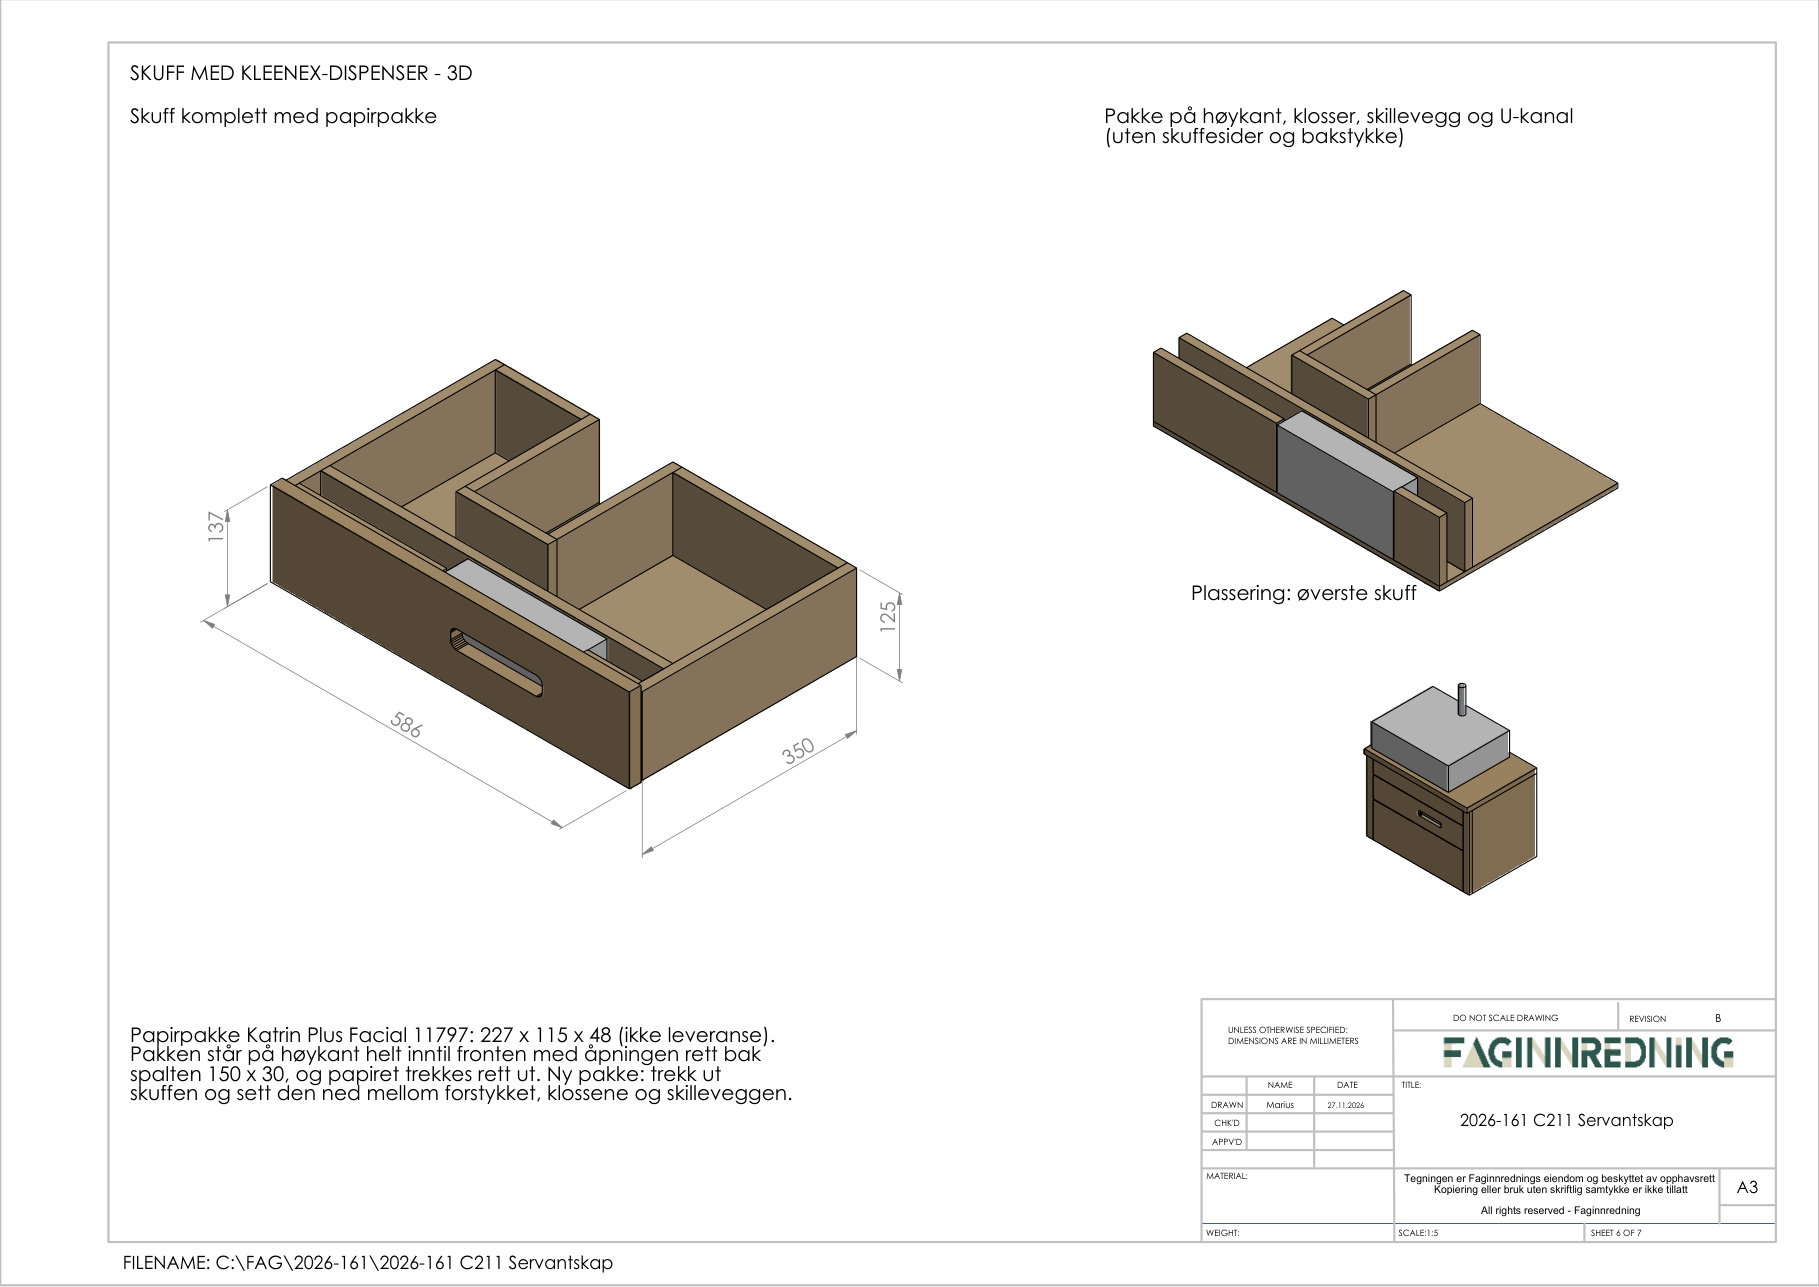 SKUFF MED KLEENEX-DISPENSER - 3D
Skuff komplett med papirpakke
Pakke på høykant, klosser, skillevegg og U-kanal
(uten skuffesider og bakstykke)
137
586
350
125
Plassering: øverste skuff
Papirpakke Katrin Plus Facial 11797: 227 x 115 x 48 (ikke leveranse).
Pakken står på høykant helt inntil fronten med åpningen rett bak
spalten 150 x 30, og papiret trekkes rett ut. Ny pakke: trekk ut
skuffen og sett den ned mellom forstykket, klossene og skilleveggen.
UNLESS OTHERWISE SPECIFIED:
DIMENSIONS ARE IN MILLIMETERS
DO NOT SCALE DRAWING
REVISION B
FAGINNREDNING
NAME DATE
DRAWN Marius 27.11.2026
CHK'D
APPV'D
TITLE:
2026-161 C211 Servantskap
MATERIAL:
Tegningen er Faginnrednings eiendom og beskyttet av opphavsrett
Kopiering eller bruk uten skriftlig samtykke er ikke tillatt
All rights reserved - Faginnredning
A3
WEIGHT:
SCALE:1:5
SHEET 6 OF 7
FILENAME: C:\FAG\2026-161\2026-161 C211 Servantskap